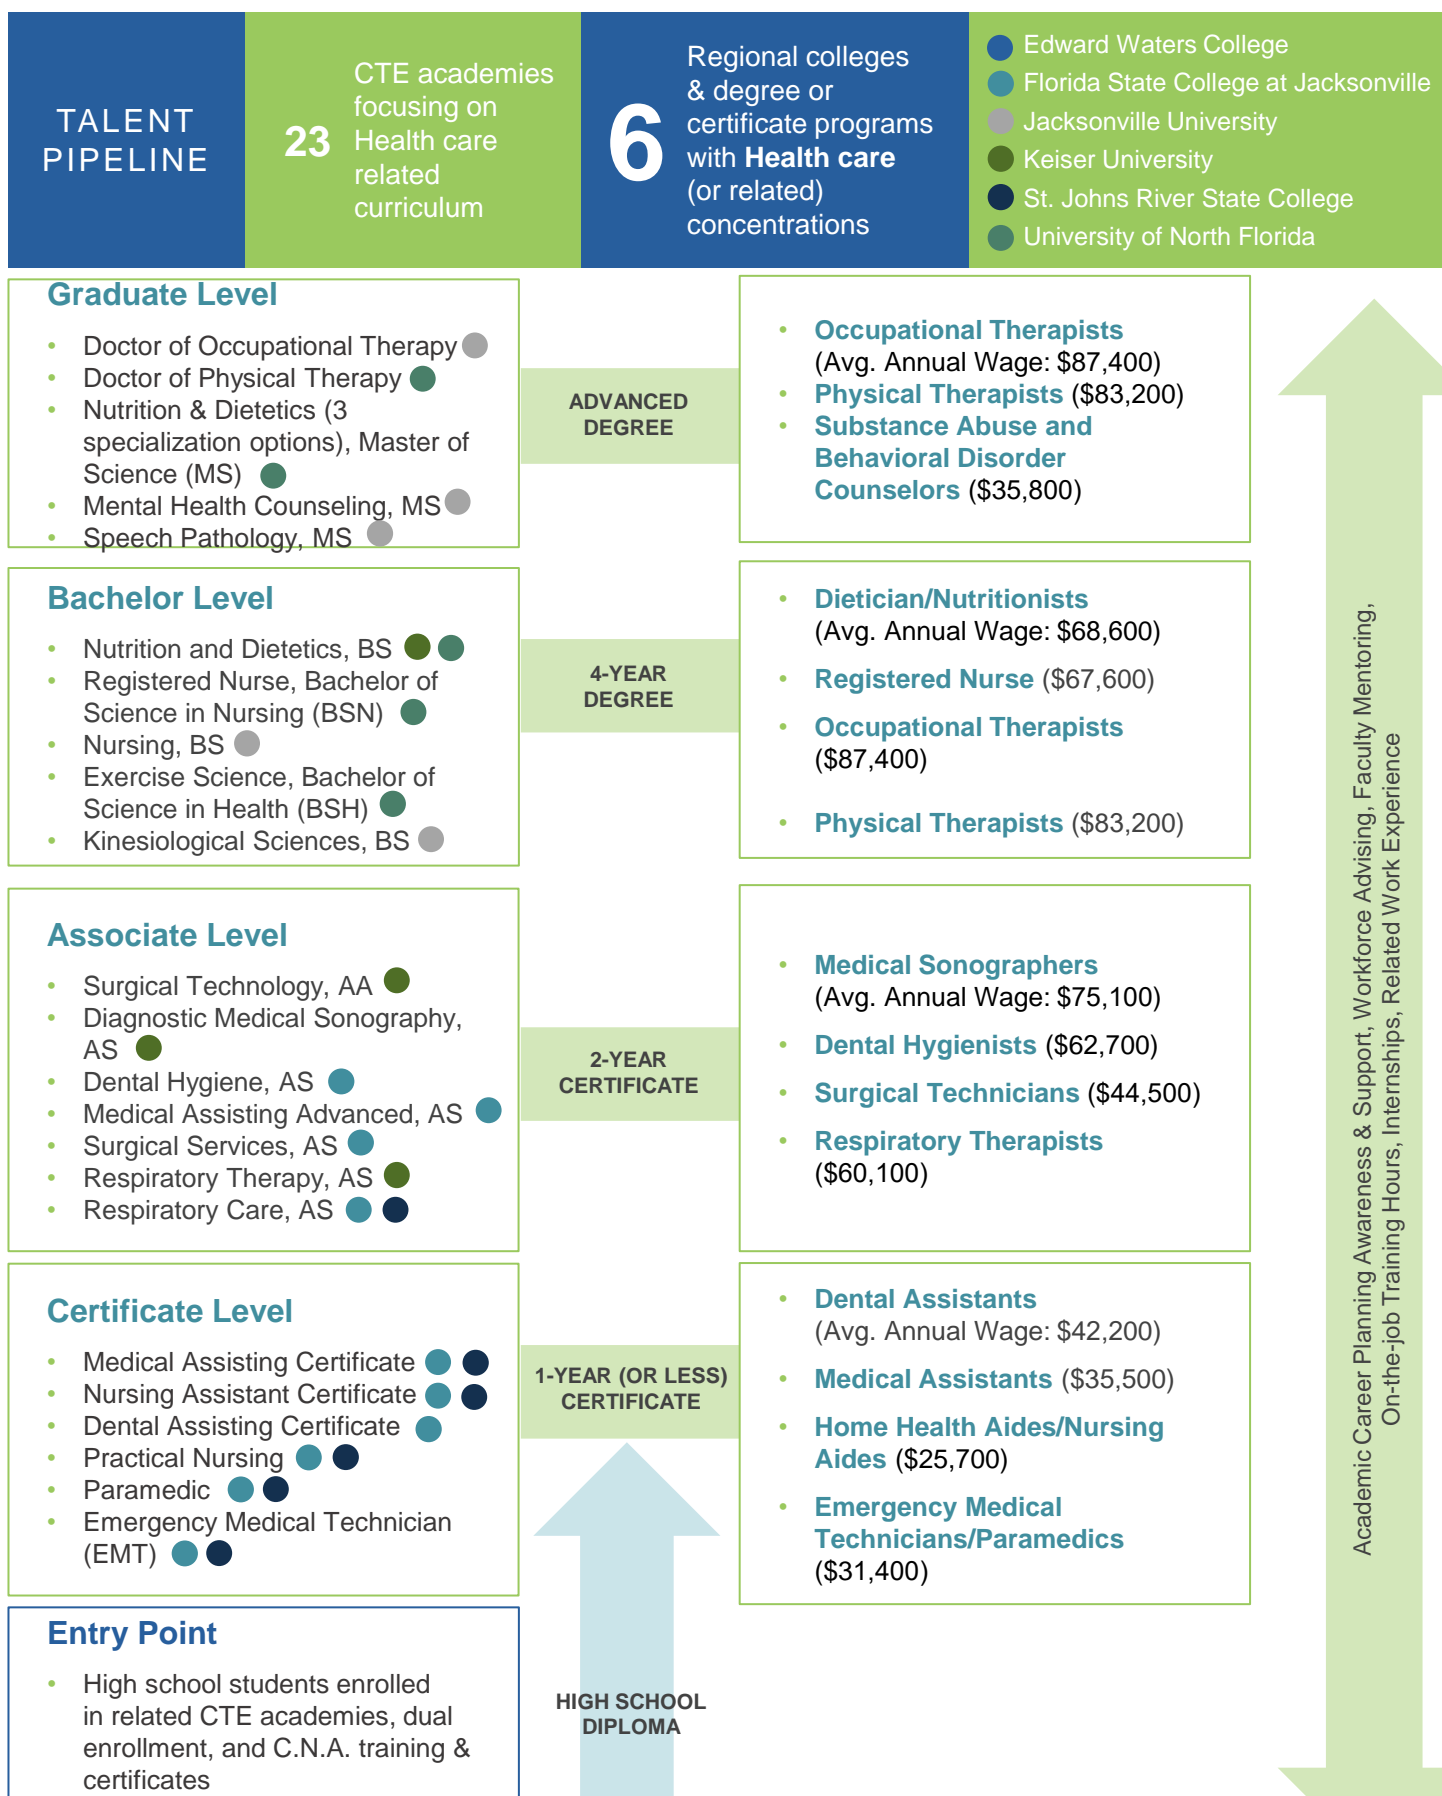 TALENT
PIPELINE
23
CTE academies
focusing on
Health care
related
curriculum
6
Regional colleges
& degree or
certificate programs
with Health care
(or related)
concentrations
Edward Waters College
Florida State College at Jacksonville
Jacksonville University
Keiser University
St. Johns River State College
University of North Florida
Graduate Level
• Doctor of Occupational Therapy
• Doctor of Physical Therapy
• Nutrition & Dietetics (3
specialization options), Master of
Science (MS)
• Mental Health Counseling, MS
• Speech Pathology, MS
ADVANCED
DEGREE
• Occupational Therapists
(Avg. Annual Wage: $87,400)
• Physical Therapists ($83,200)
• Substance Abuse and
Behavioral Disorder
Counselors ($35,800)
Bachelor Level
• Nutrition and Dietetics, BS
• Registered Nurse, Bachelor of
Science in Nursing (BSN)
• Nursing, BS
• Exercise Science, Bachelor of
Science in Health (BSH)
• Kinesiological Sciences, BS
4-YEAR
DEGREE
• Dietician/Nutritionists
(Avg. Annual Wage: $68,600)
• Registered Nurse ($67,600)
• Occupational Therapists
($87,400)
• Physical Therapists ($83,200)
Associate Level
• Surgical Technology, AA
• Diagnostic Medical Sonography,
AS
• Dental Hygiene, AS
• Medical Assisting Advanced, AS
• Surgical Services, AS
• Respiratory Therapy, AS
• Respiratory Care, AS
2-YEAR
CERTIFICATE
• Medical Sonographers
(Avg. Annual Wage: $75,100)
• Dental Hygienists ($62,700)
• Surgical Technicians ($44,500)
• Respiratory Therapists
($60,100)
Certificate Level
• Medical Assisting Certificate
• Nursing Assistant Certificate
• Dental Assisting Certificate
• Practical Nursing
• Paramedic
• Emergency Medical Technician
(EMT)
1-YEAR (OR LESS)
CERTIFICATE
• Dental Assistants
(Avg. Annual Wage: $42,200)
• Medical Assistants ($35,500)
• Home Health Aides/Nursing
Aides ($25,700)
• Emergency Medical
Technicians/Paramedics
($31,400)
Entry Point
• High school students enrolled
in related CTE academies, dual
enrollment, and C.N.A. training &
certificates
HIGH SCHOOL
DIPLOMA
Academic Career Planning Awareness & Support, Workforce Advising, Faculty Mentoring,
On-the-job Training Hours, Internships, Related Work Experience